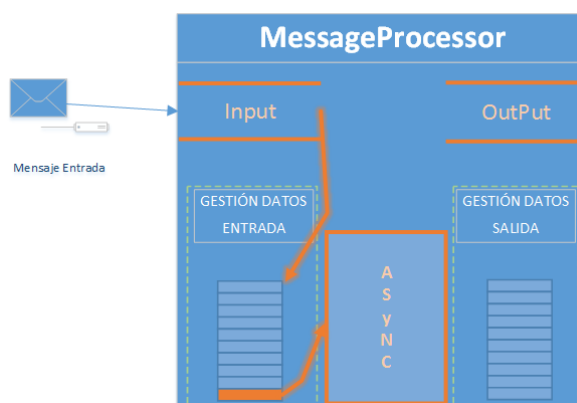 MessageProcessor
Input
OutPut
Mensaje Entrada
GESTIÓN DATOS
ENTRADA
GESTIÓN DATOS
SALIDA
A
S
y
N
C